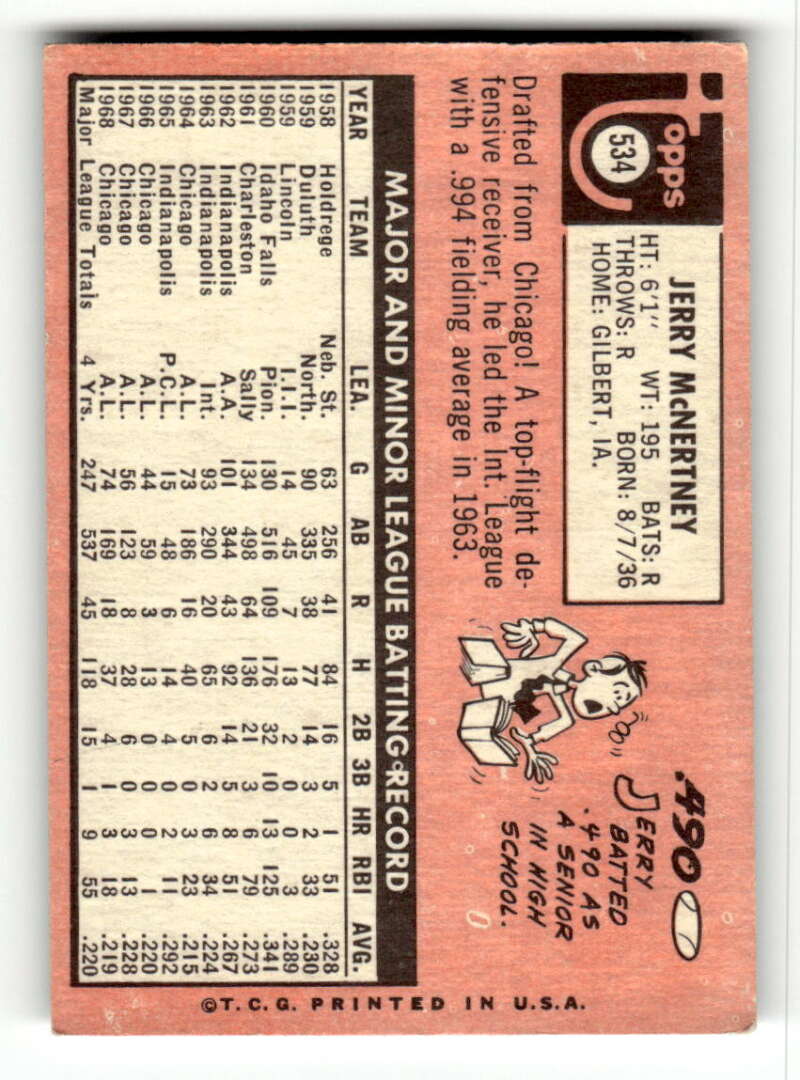 Topps
534
JERRY McNERTNEY
HT: 6'1" WT: 195 BATS: R
THROWS: R BORN: 8/7/36
HOME: GILBERT, IA.
Drafted from Chicago! A top-flight de-
fensive receiver, he led the Int. League
with a .994 fielding average in 1963.
.490
JERRY
BATTED
.490 AS
A SENIOR
IN HIGH
SCHOOL.
MAJOR AND MINOR LEAGUE BATTING RECORD
YEAR TEAM LEA. G AB R H 2B 3B HR RBI AVG.
1958 Holdrege Neb. St. 63 256 41 84 16 5 1 51 .328
1959 Duluth North. 90 335 38 77 14 3 2 33 .230
1959 Lincoln I.I.I. 14 45 7 13 2 0 0 3 .289
1960 Idaho Falls Pion. 130 516 109 176 32 10 13 125 .341
1961 Charleston Sally 134 498 64 136 21 3 6 79 .273
1962 Indianapolis A.A. 101 344 43 92 14 5 8 51 .267
1963 Indianapolis Int. 93 290 20 65 6 2 6 34 .224
1964 Chicago A.L. 73 186 16 40 5 0 3 23 .215
1965 Indianapolis P.C.L. 15 48 6 14 4 0 2 11 .292
1966 Chicago A.L. 44 59 3 13 0 0 0 1 .220
1967 Chicago A.L. 56 123 8 28 6 0 3 13 .228
1968 Chicago A.L. 74 169 18 37 4 1 3 18 .219
Major League Totals 4 Yrs. 247 537 45 118 15 1 9 55 .220
©T.C.G. PRINTED IN U.S.A.